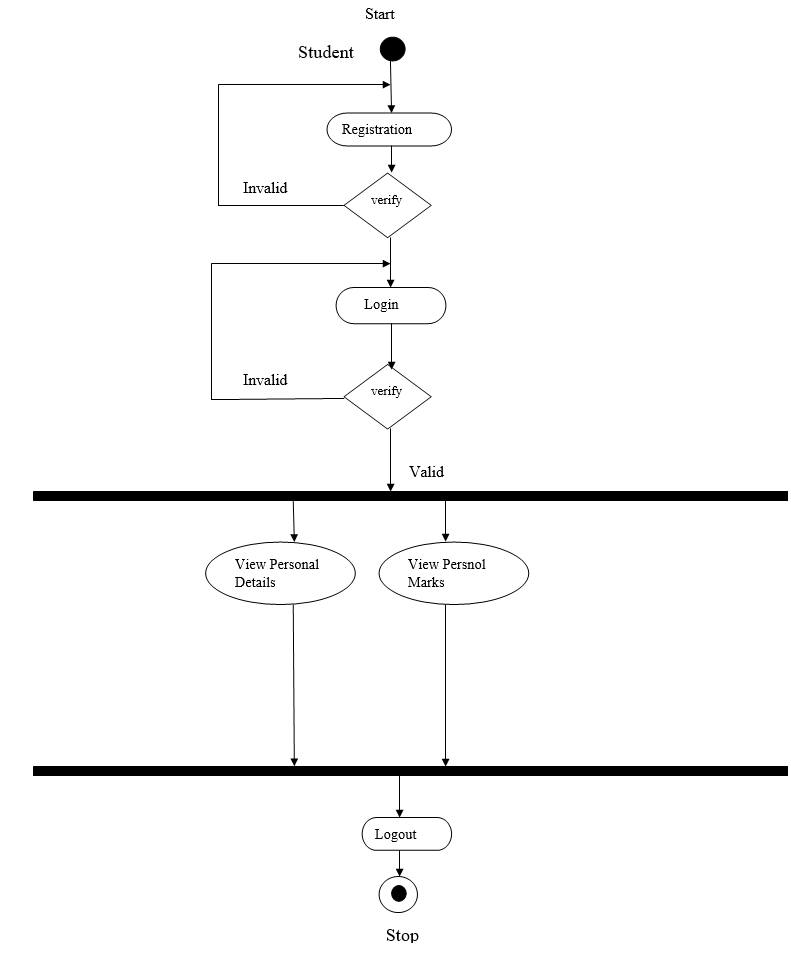 Start
Student
Registration
Invalid
verify
Login
Invalid
verify
Valid
View Personal
Details
View Persnol
Marks
Logout
Stop